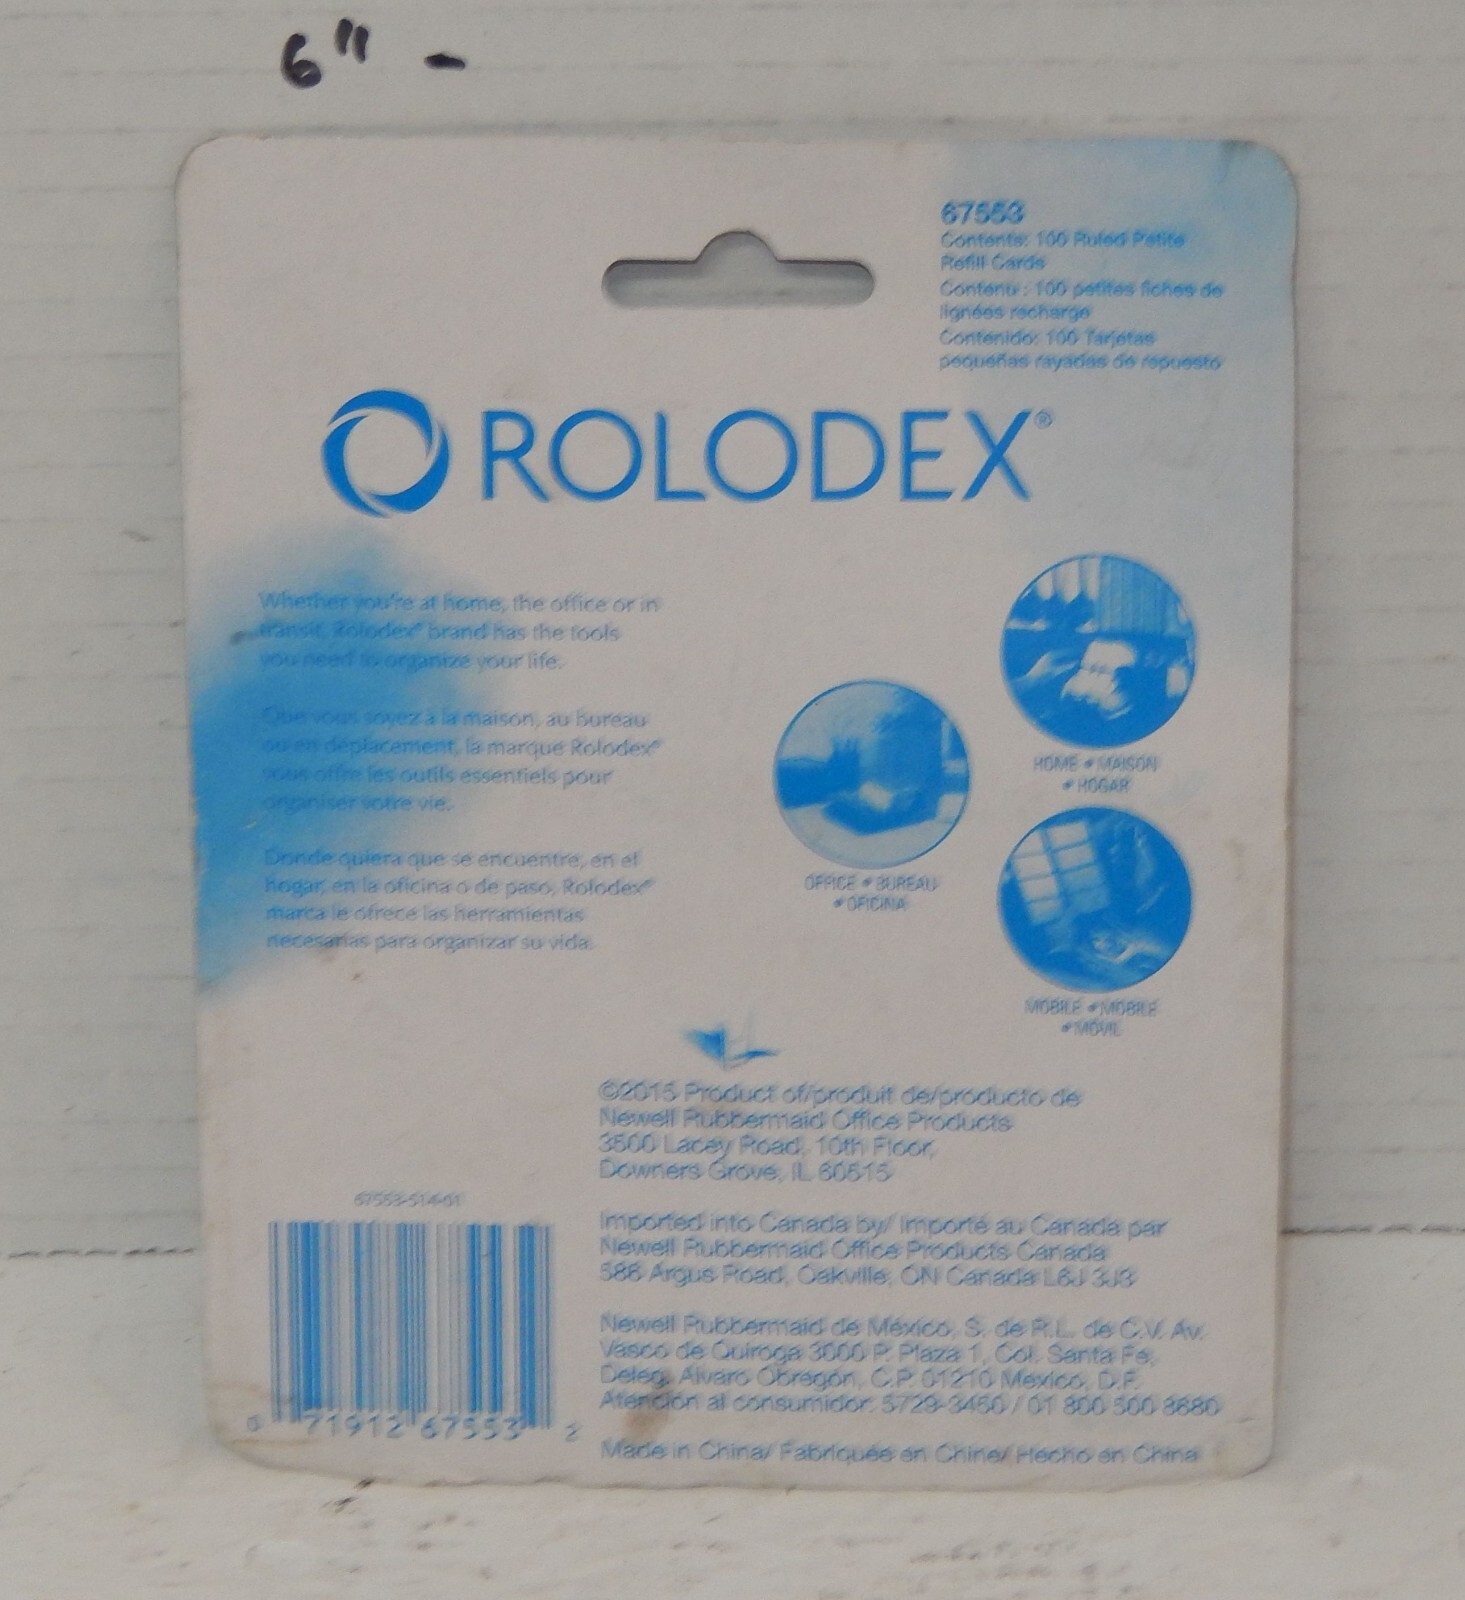 6" -
67553
Contents: 100 Ruled Petite
Refill Cards
Contenu : 100 petites fiches de
lignées recharge
Contenido: 100 Tarjetas
pequeñas rayadas de repuesto
ROLODEX®
Whether you're at home, the office or in
transit, Rolodex® brand has the tools
you need to organize your life.
Que vous soyez à la maison, au bureau
ou en déplacement, la marque Rolodex®
vous offre les outils essentiels pour
organiser votre vie.
Donde quiera que se encuentre, en el
hogar, en la oficina o de paso, Rolodex®
marca le ofrece las herramientas
necesarias para organizar su vida.
HOME • MAISON
• HOGAR
OFFICE • BUREAU
• OFICINA
MOBILE • MOBILE
• MÓVIL
©2015 Product of/produit de/producto de
Newell Rubbermaid Office Products
3500 Lacey Road, 10th Floor,
Downers Grove, IL 60515
Imported into Canada by/ Importé au Canada par
Newell Rubbermaid Office Products Canada
586 Argus Road, Oakville, ON Canada L6J 3J3
Newell Rubbermaid de México, S. de R.L. de C.V. Av.
Vasco de Quiroga 3000 P. Plaza 1, Col. Santa Fe,
Deleg. Alvaro Obregón, C.P. 01210 Mexico, D.F.
Atención al consumidor: 5729-3450 / 01 800 500 8680
Made in China/ Fabriquée en Chine/ Hecho en China
67553-514-01
0 71912 67553 2